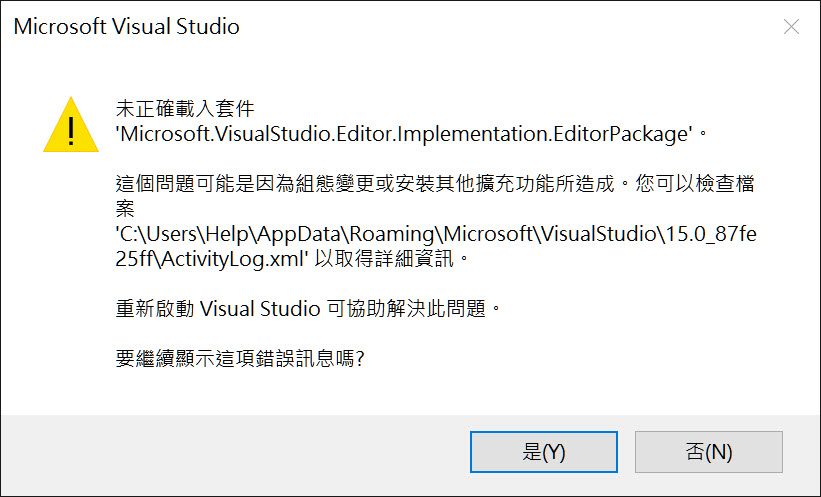 Microsoft Visual Studio
未正確載入套件
'Microsoft.VisualStudio.Editor.Implementation.EditorPackage'。
這個問題可能是因為組態變更或安裝其他擴充功能所造成。您可以檢查檔
案
'C:\Users\Help\AppData\Roaming\Microsoft\VisualStudio\15.0_87fe
25ff\ActivityLog.xml' 以取得詳細資訊。
重新啟動 Visual Studio 可協助解決此問題。
要繼續顯示這項錯誤訊息嗎?
是(Y)
否(N)